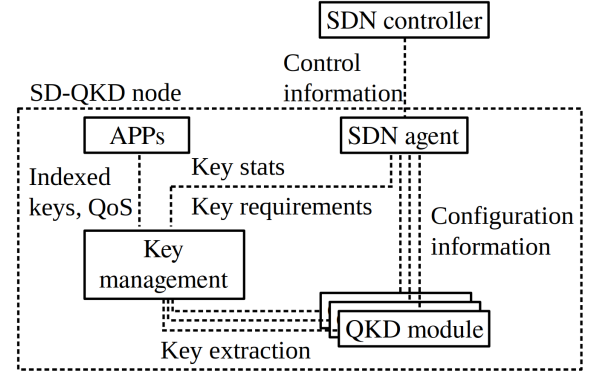 SDN controller
Control
information
SD-QKD node
APPs
SDN agent
Key stats
Indexed
keys, QoS
Key requirements
Configuration
information
Key
management
QKD module
Key extraction